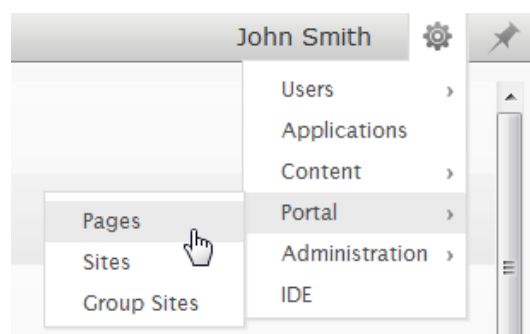 John Smith
Users
Applications
Content
Portal
Administration
IDE
Pages
Sites
Group Sites